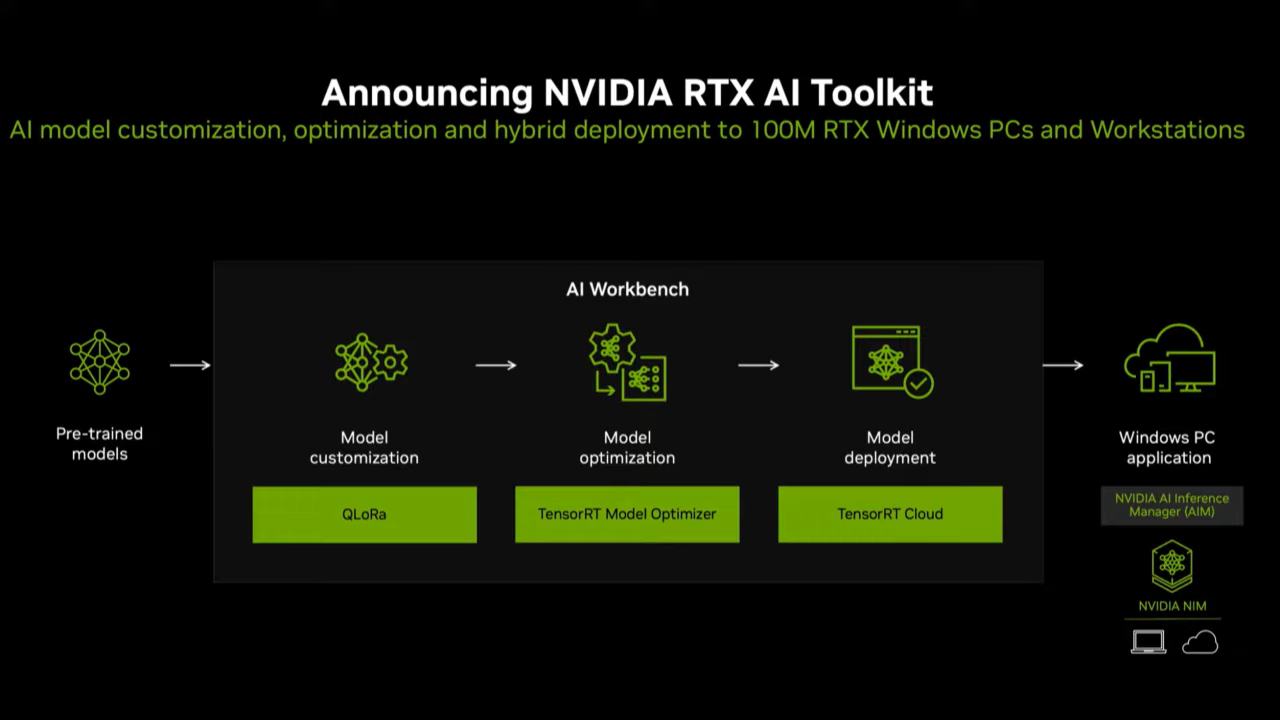 Announcing NVIDIA RTX AI Toolkit
AI model customization, optimization and hybrid deployment to 100M RTX Windows PCs and Workstations
AI Workbench
Pre-trained
models
Model
customization
QLoRa
Model
optimization
TensorRT Model Optimizer
Model
deployment
TensorRT Cloud
Windows PC
application
NVIDIA AI Inference
Manager (AIM)
NVIDIA NIM